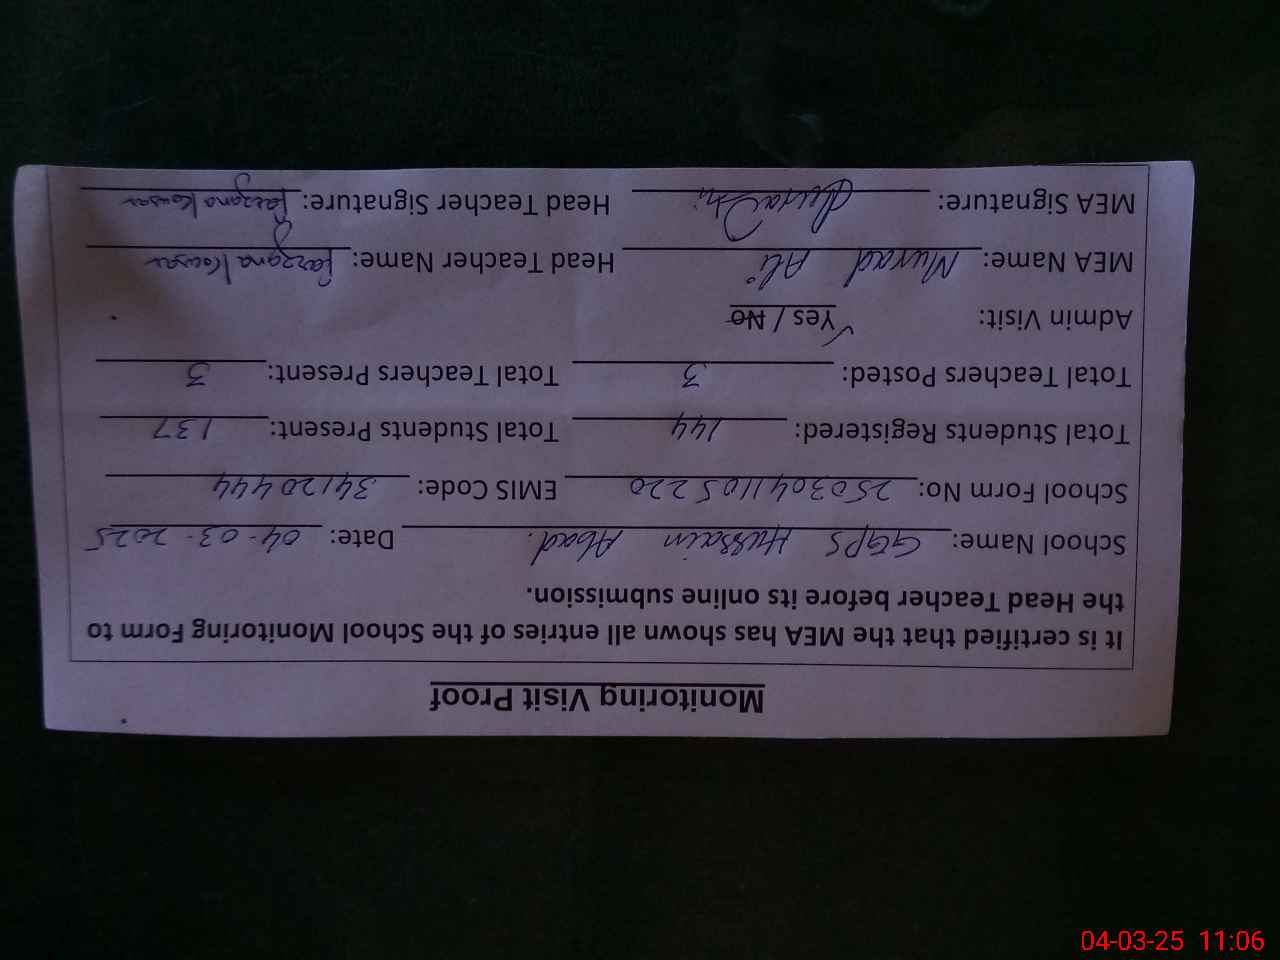 Monitoring Visit Proof
It is certified that the MEA has shown all entries of the School Monitoring Form to
the Head Teacher before its online submission.
School Name: GGPS Hussain Abad. Date: 04-03-2025
School Form No: 2503041105220 EMIS Code: 34120444
Total Students Registered: 144 Total Students Present: 137
Total Teachers Posted: 3 Total Teachers Present: 3
Admin Visit: Yes / No
MEA Name: Murad Ali Head Teacher Name: Farzana Kousar
MEA Signature: Head Teacher Signature: Farzana Kousar
04-03-25 11:06